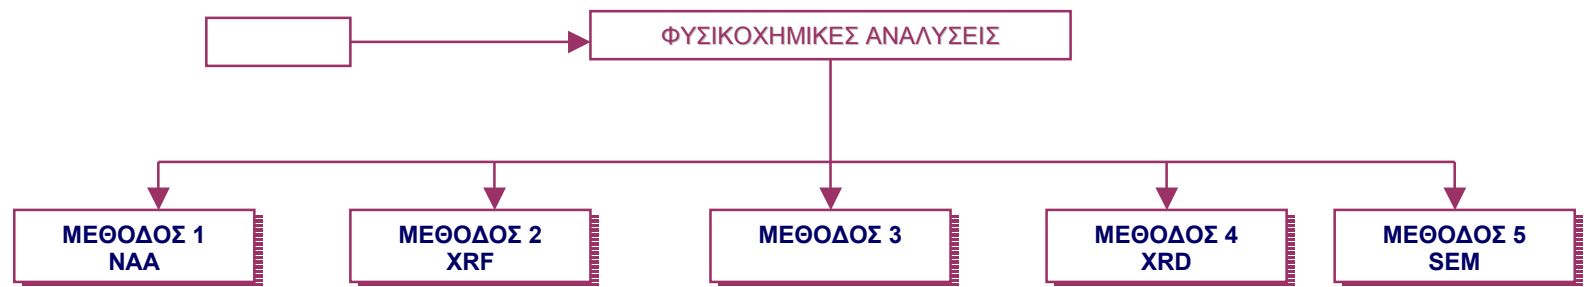 ΦΥΣΙΚΟΧΗΜΙΚΕΣ ΑΝΑΛΥΣΕΙΣ
ΜΕΘΟΔΟΣ 1
NAA
ΜΕΘΟΔΟΣ 2
XRF
ΜΕΘΟΔΟΣ 3
ΜΕΘΟΔΟΣ 4
XRD
ΜΕΘΟΔΟΣ 5
SEM